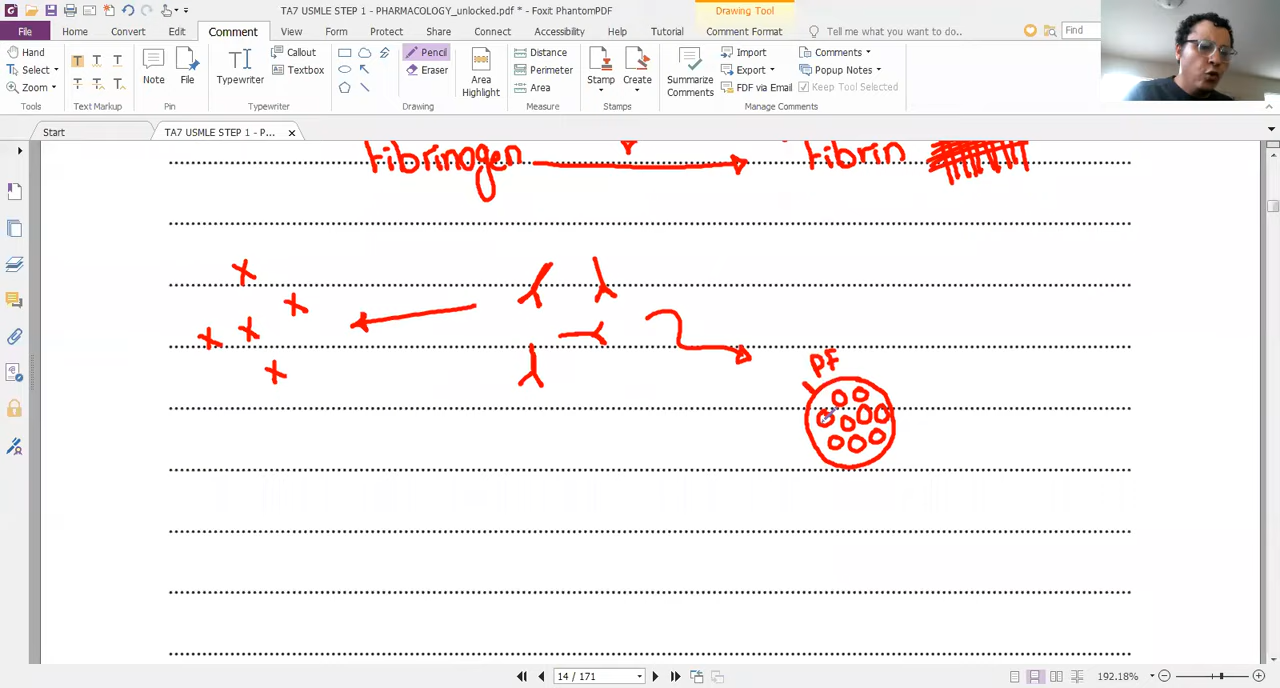 TA7 USMLE STEP 1 - PHARMACOLOGY_unlocked.pdf * - Foxit PhantomPDF
Drawing Tool
File Home Convert Edit Comment View Form Protect Share Connect Accessibility Help Tutorial Comment Format Tell me what you want to do.. Find
Hand
Select
Zoom
Tools
Text Markup
Note
File
Pin
Typewriter
Callout
Textbox
Typewriter
Pencil
Eraser
Drawing
Area Highlight
Distance
Perimeter
Area
Measure
Stamp
Create
Stamps
Summarize Comments
Import
Export
FDF via Email
Comments
Popup Notes
Keep Tool Selected
Manage Comments
Start
TA7 USMLE STEP 1 - P...
Fibrinogen Fibrin
x
x
x x
x
pf
14 / 171
192.18%